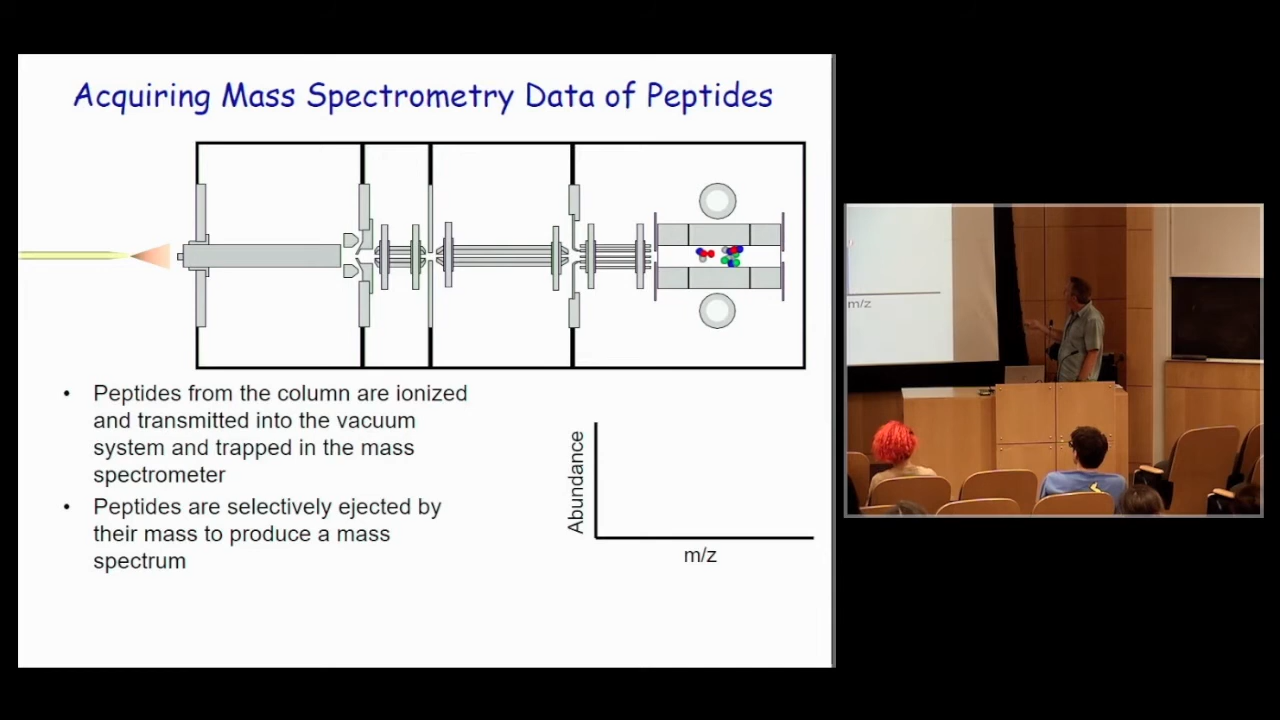 Acquiring Mass Spectrometry Data of Peptides
• Peptides from the column are ionized
and transmitted into the vacuum
system and trapped in the mass
spectrometer
• Peptides are selectively ejected by
their mass to produce a mass
spectrum
Abundance
m/z
m/z